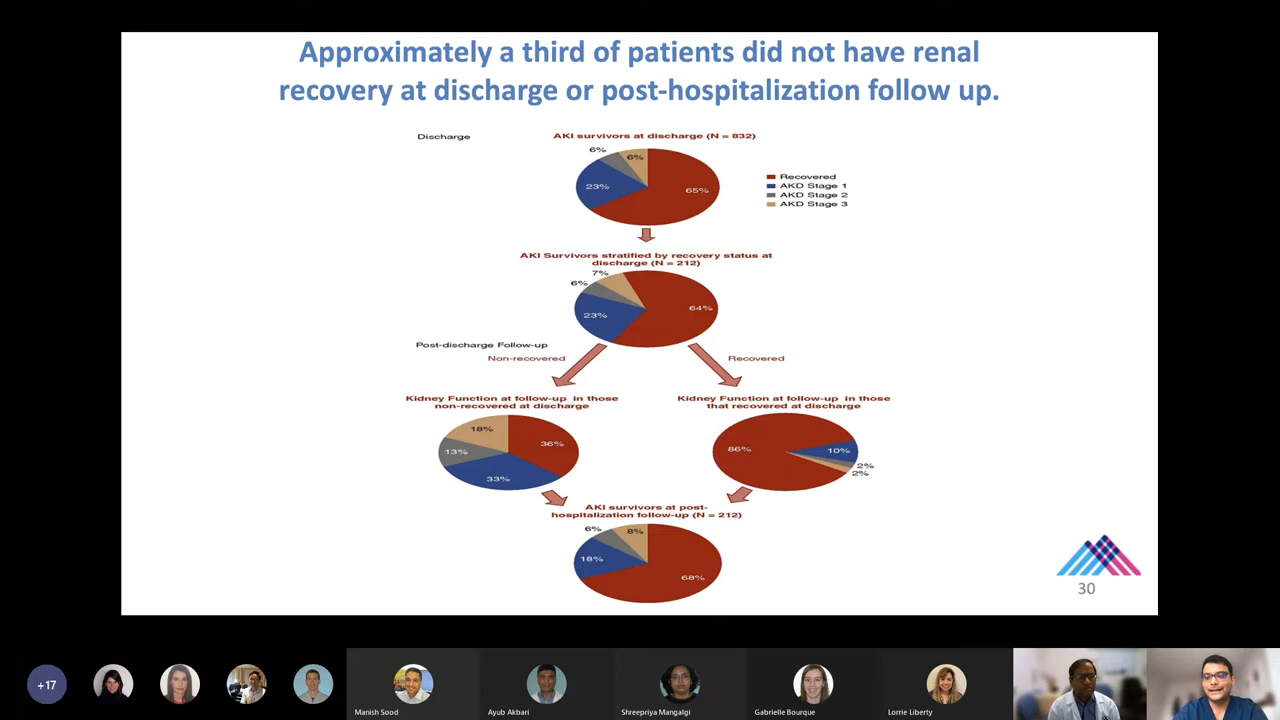 Approximately a third of patients did not have renal
recovery at discharge or post-hospitalization follow up.
Discharge
AKI survivors at discharge (N = 832)
6%
6%
23%
65%
Recovered
AKD Stage 1
AKD Stage 2
AKD Stage 3
AKI Survivors stratified by recovery status at
discharge (N = 212)
7%
6%
23%
64%
Post-discharge Follow-up
Non-recovered
Recovered
Kidney Function at follow-up in those
non-recovered at discharge
18%
36%
13%
33%
Kidney Function at follow-up in those
that recovered at discharge
86%
10%
2%
2%
AKI survivors at post-
hospitalization follow-up (N = 212)
6%
8%
18%
68%
30
+17
Manish Sood
Ayub Akbari
Shreepriya Mangalgi
Gabrielle Bourque
Lorrie Liberty